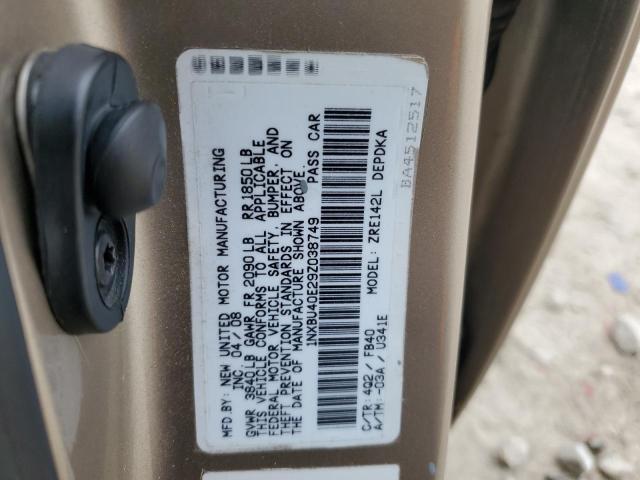 MFD BY: NEW UNITED MOTOR MANUFACTURING
INC. 04/08
GVWR 3840LB GAWR FR 2090LB RR1850LB
THIS VEHICLE CONFORMS TO ALL APPLICABLE
FEDERAL MOTOR VEHICLE SAFETY, BUMPER, AND
THEFT PREVENTION STANDARDS IN EFFECT ON
THE DATE OF MANUFACTURE SHOWN ABOVE.
1NXBU40E29Z038749 PASS CAR
C/TR: 4Q2 / FB40 MODEL: ZRE142L DEPDKA
A/TM: -03A / U341E
BA4512517